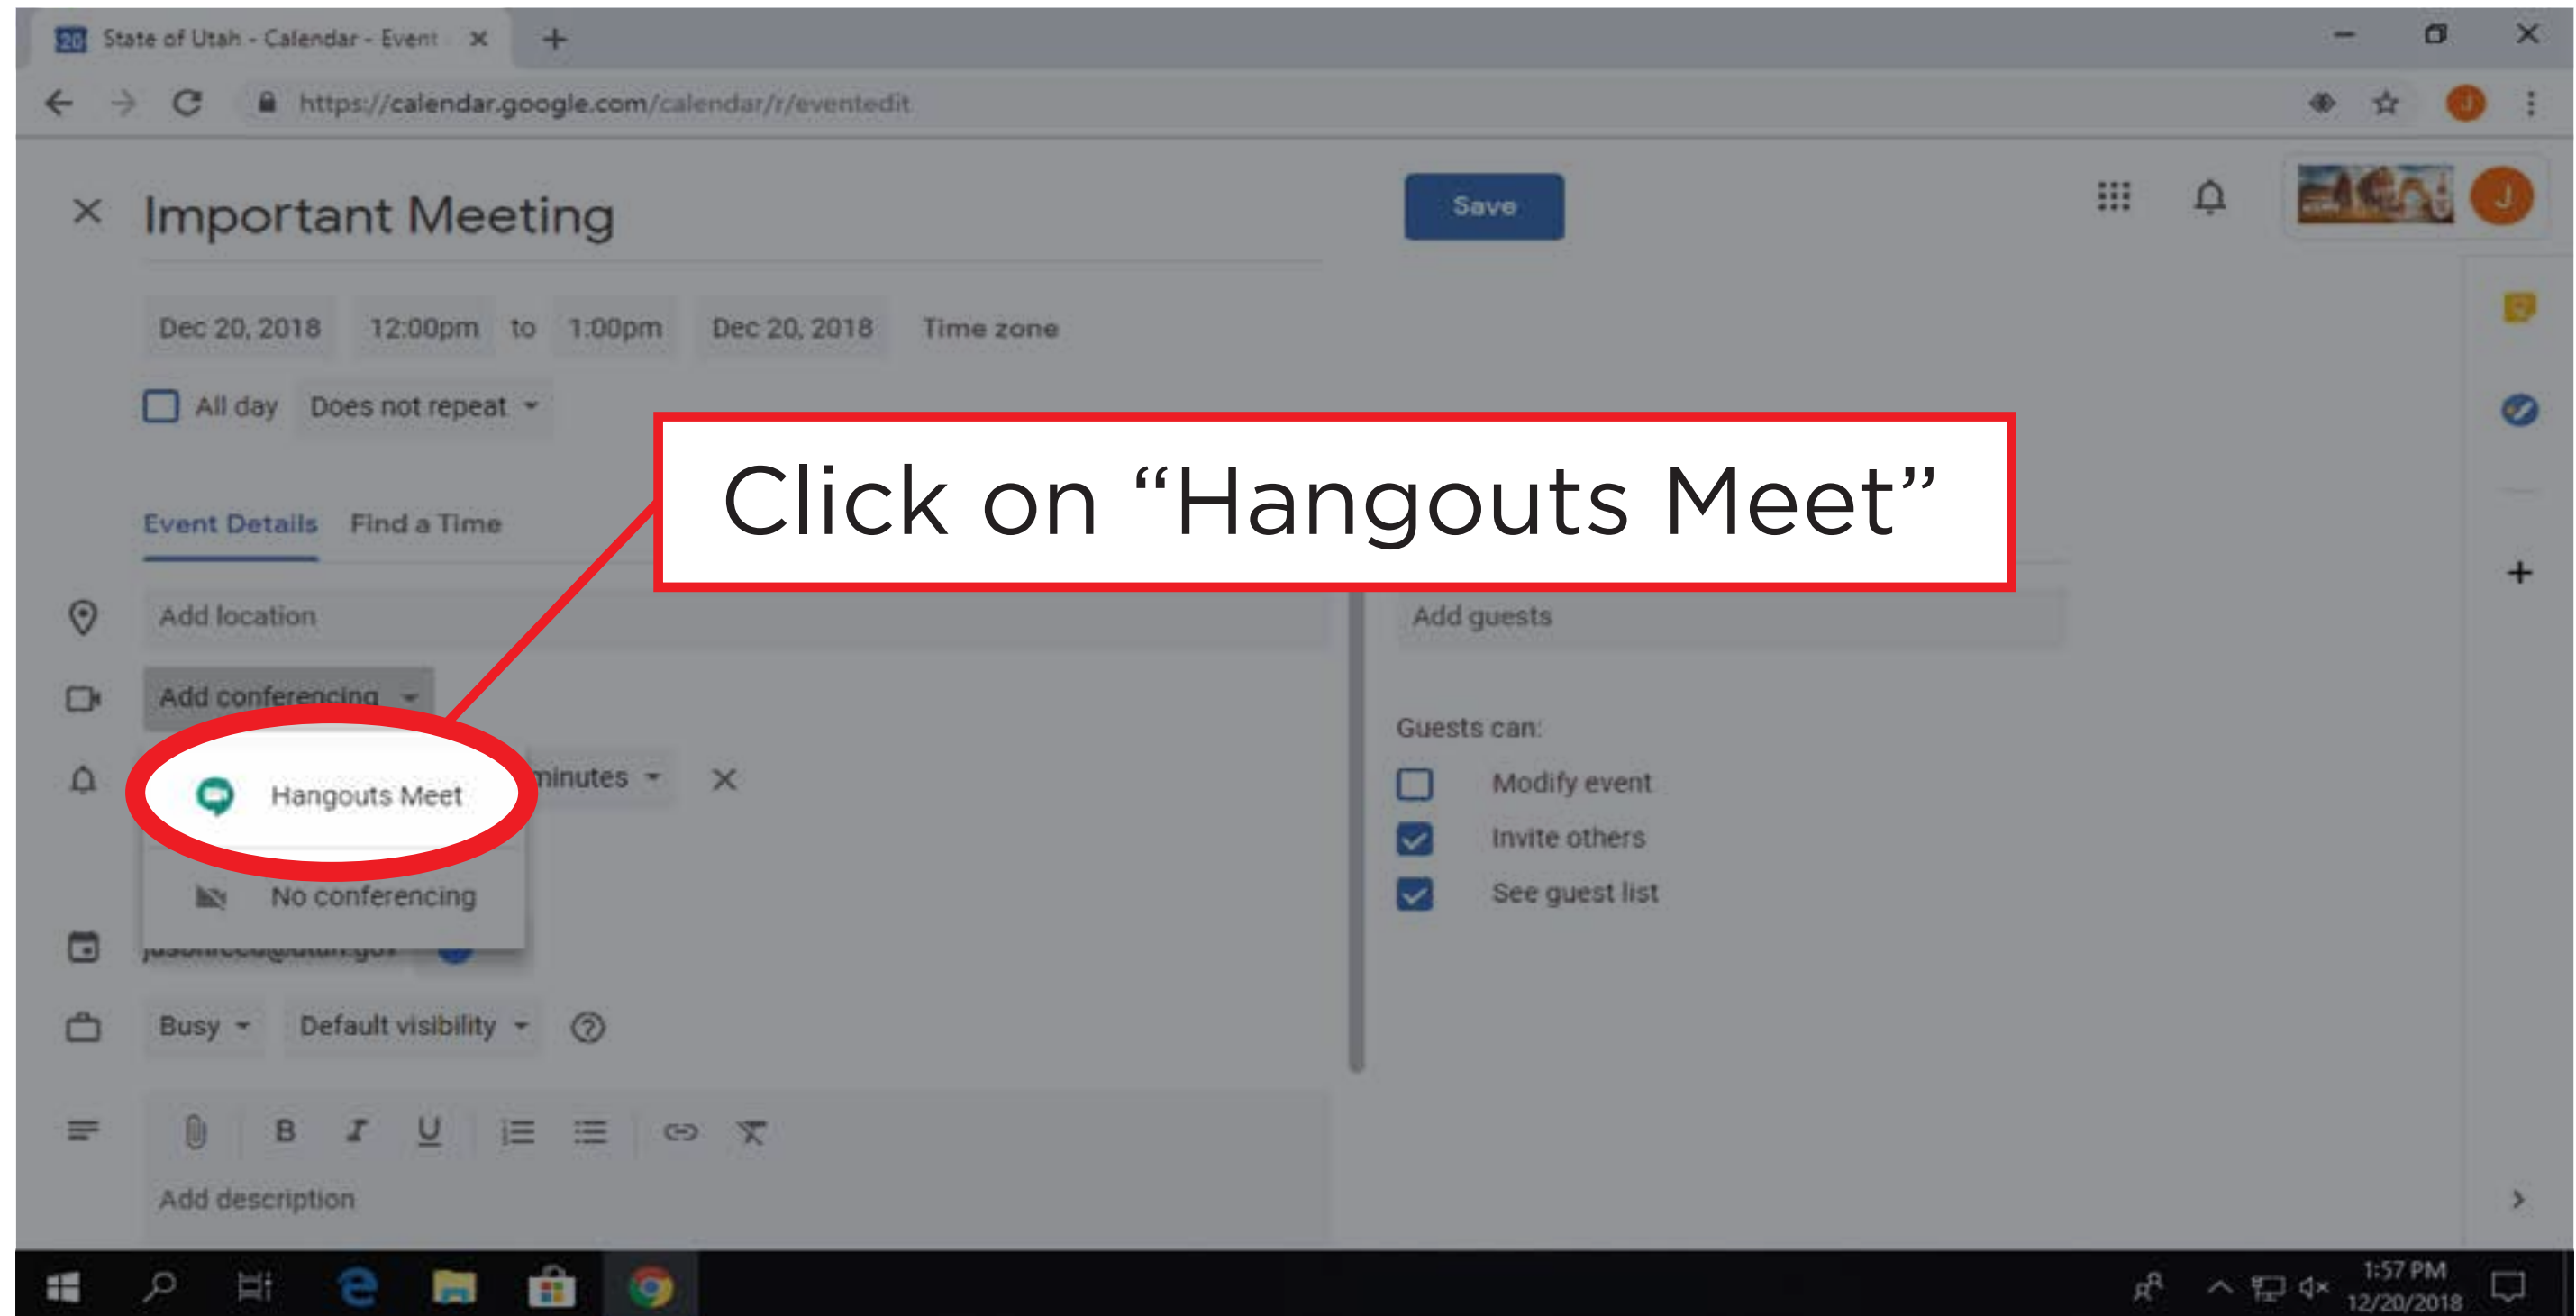 20 State of Utah - Calendar - Event
https://calendar.google.com/calendar/r/eventedit
J
Important Meeting
Save
J
Dec 20, 2018 12:00pm to 1:00pm Dec 20, 2018 Time zone
All day Does not repeat
Click on “Hangouts Meet”
Event Details Find a Time
Add location
Add guests
Add conferencing
Guests can:
Hangouts Meet
minutes
Modify event
Invite others
No conferencing
See guest list
Busy Default visibility
B I U
Add description
1:57 PM
12/20/2018